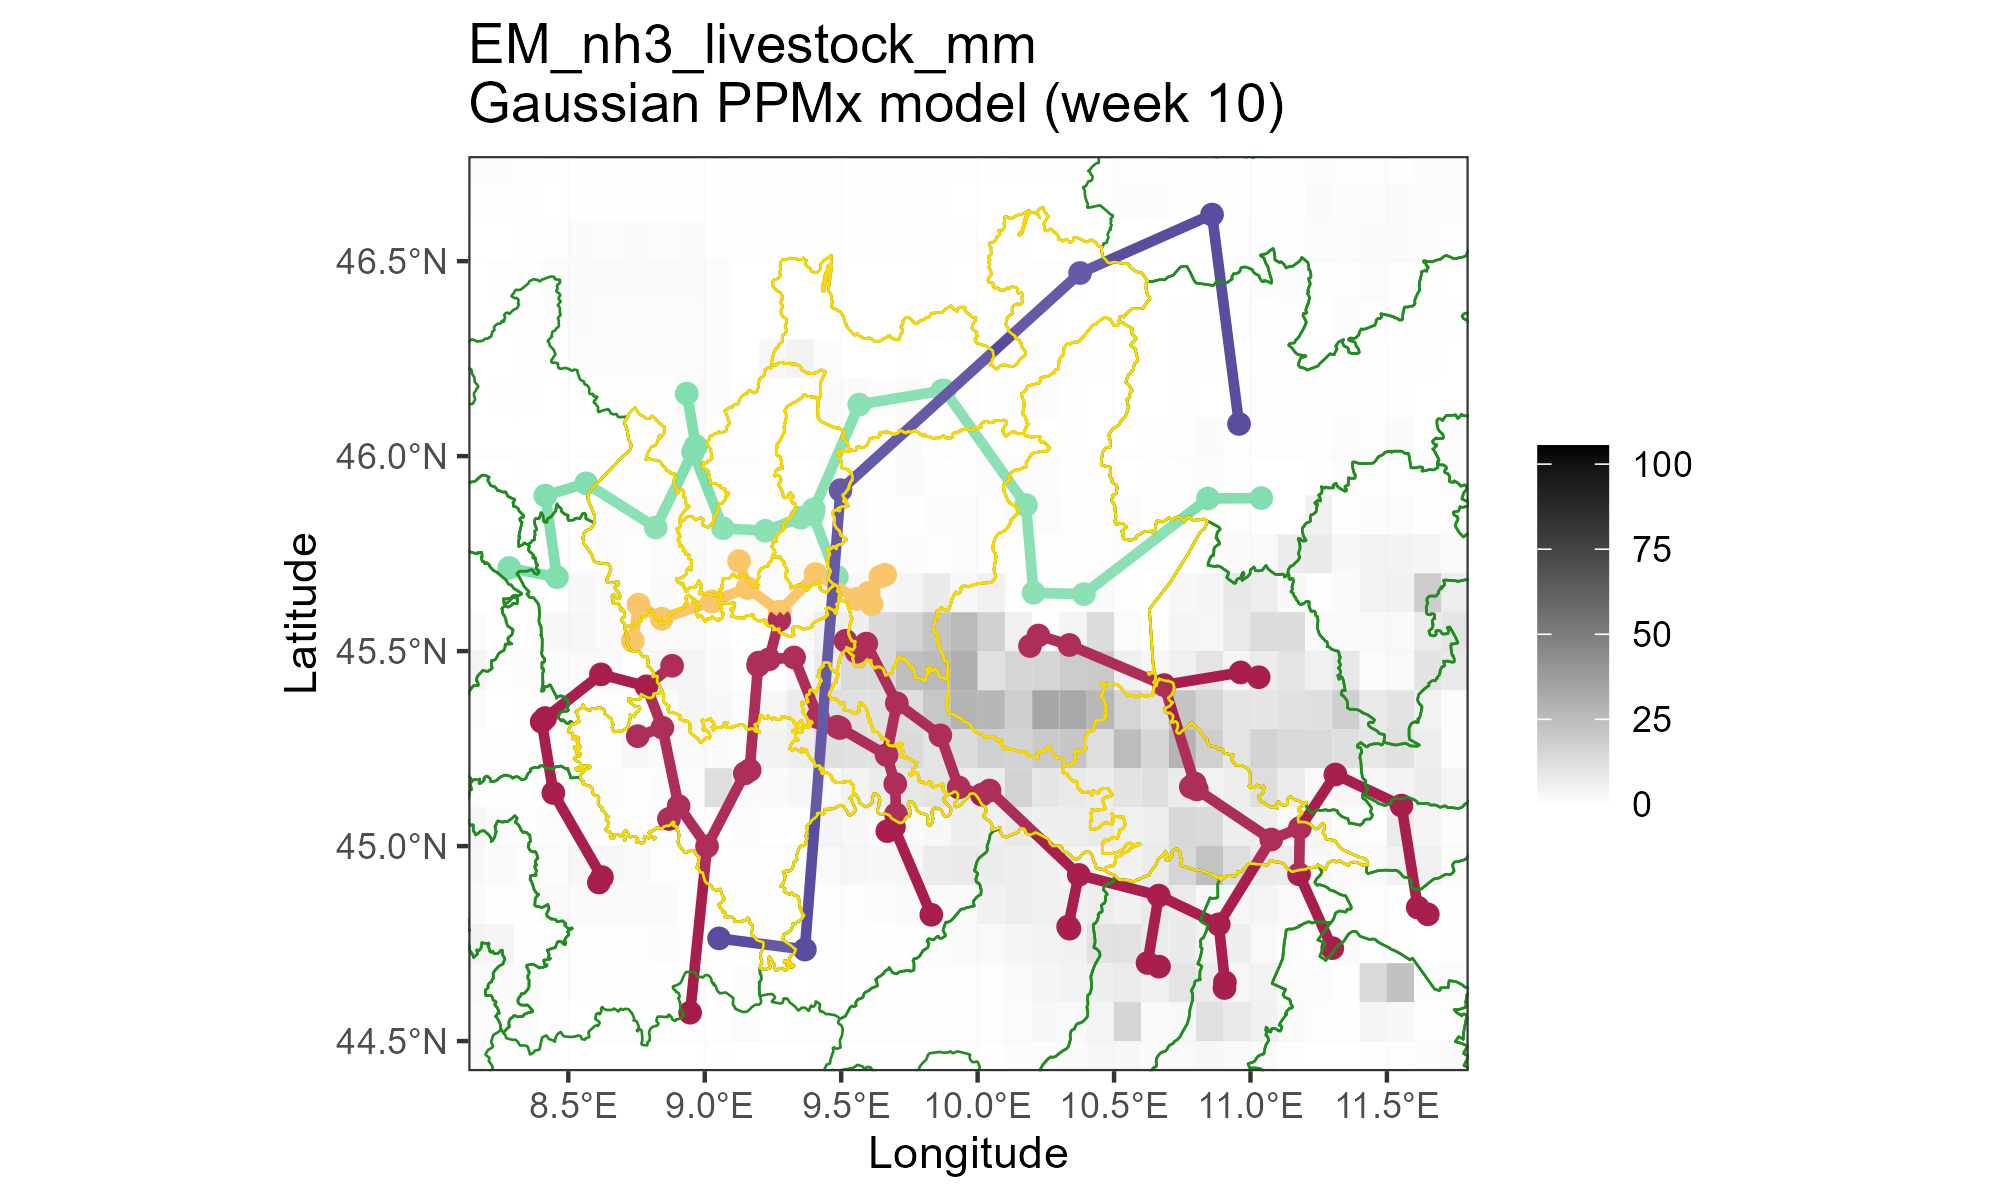 EM_nh3_livestock_mm
Gaussian PPMx model (week 10)
46.5°N
46.0°N
45.5°N
45.0°N
44.5°N
Latitude
8.5°E
9.0°E
9.5°E
10.0°E
10.5°E
11.0°E
11.5°E
Longitude
100
75
50
25
0